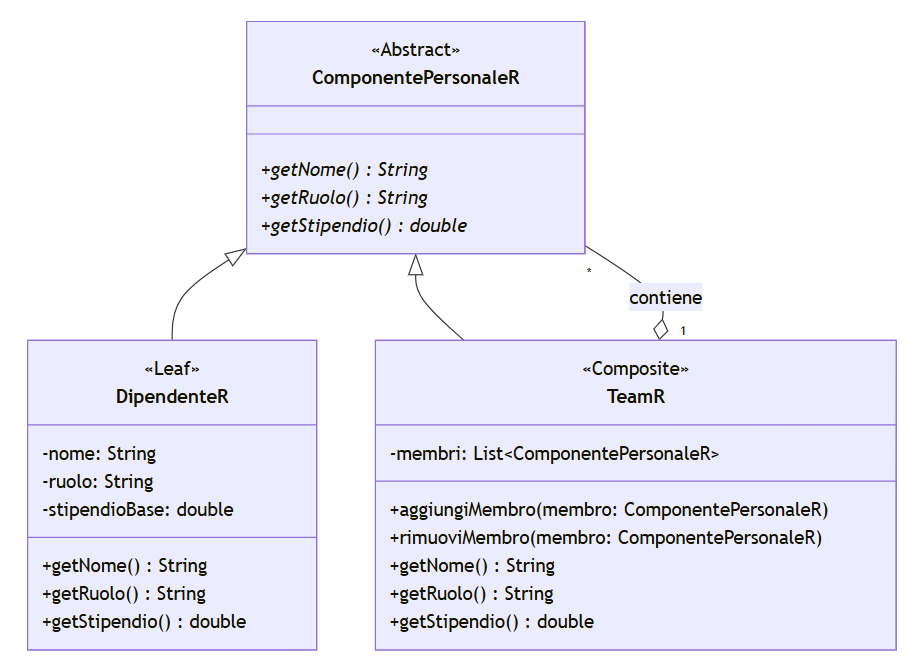 «Abstract»
ComponentePersonaleR
+getNome() : String
+getRuolo() : String
+getStipendio() : double
*
contiene
1
«Leaf»
DipendenteR
-nome: String
-ruolo: String
-stipendioBase: double
+getNome() : String
+getRuolo() : String
+getStipendio() : double
«Composite»
TeamR
-membri: List<ComponentePersonaleR>
+aggiungiMembro(membro: ComponentePersonaleR)
+rimuoviMembro(membro: ComponentePersonaleR)
+getNome() : String
+getRuolo() : String
+getStipendio() : double